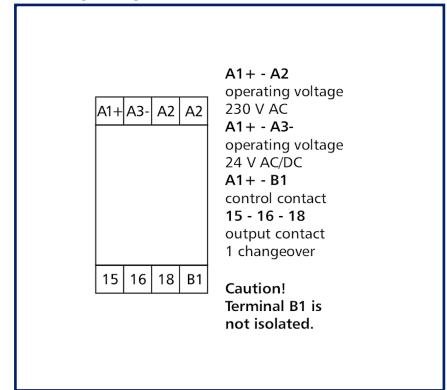 A1+ A3- A2 A2
15 16 18 B1
A1+ - A2
operating voltage
230 V AC
A1+ - A3-
operating voltage
24 V AC/DC
A1+ - B1
control contact
15 - 16 - 18
output contact
1 changeover
Caution!
Terminal B1 is
not isolated.